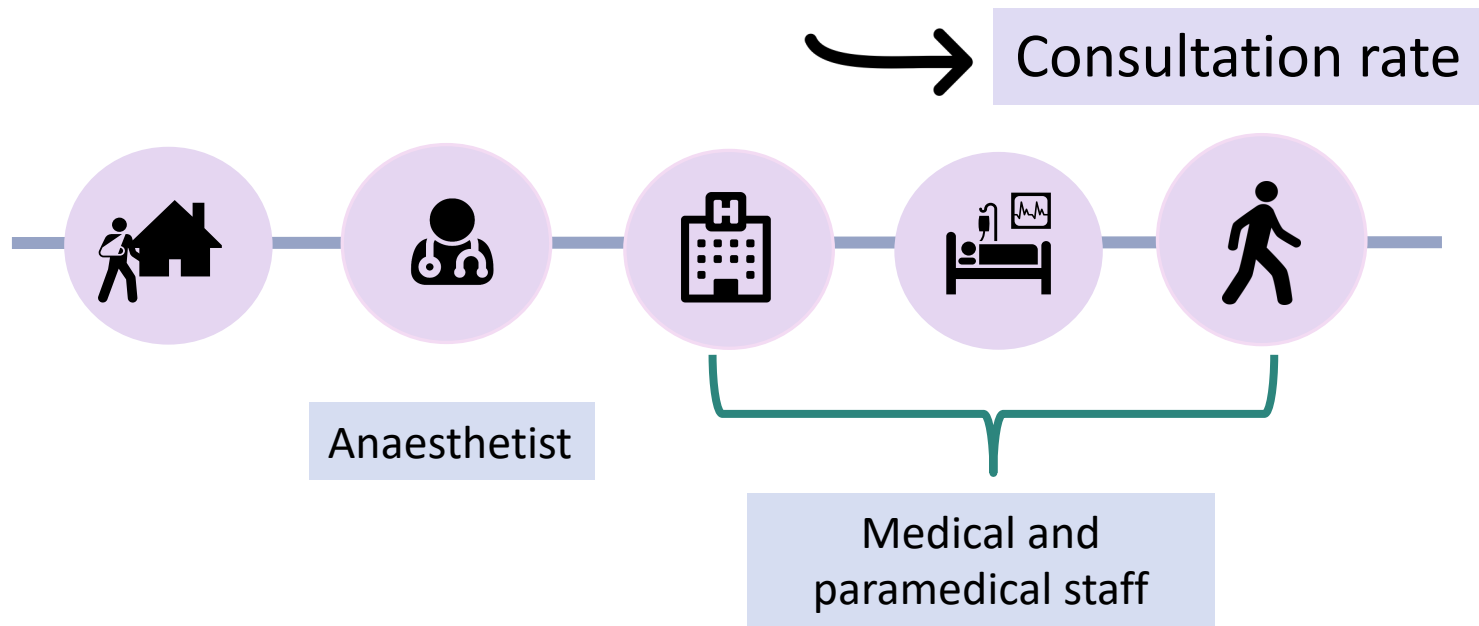 Consultation rate
H
Anaesthetist
Medical and
paramedical staff